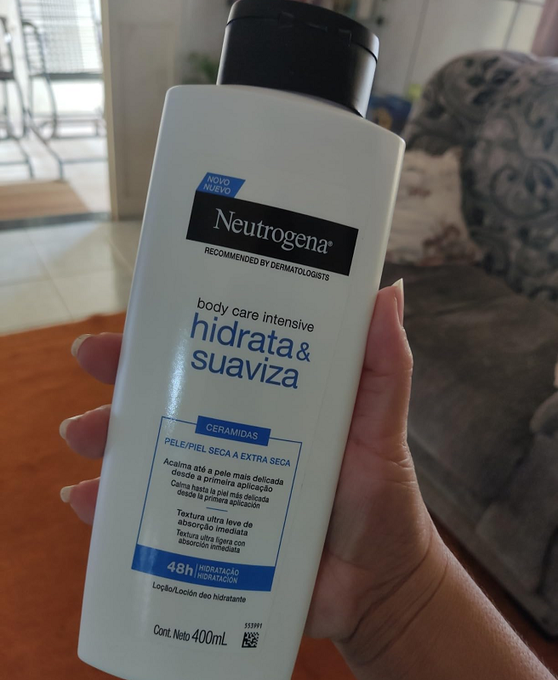 NOVO
NUEVO
Neutrogena®
RECOMMENDED BY DERMATOLOGISTS
body care intensive
hidrata &
suaviza
CERAMIDAS
PELE/PIEL SECA A EXTRA SECA
Acalma até a pele mais delicada
desde a primeira aplicação
Calma hasta la piel más delicada
desde la primera aplicación
Textura ultra leve de
absorção imediata
Textura ultra ligera con
absorción inmediata
48h HIDRATAÇÃO
HIDRATACIÓN
Loção/Loción deo hidratante
553991
Cont. Neto 400mL